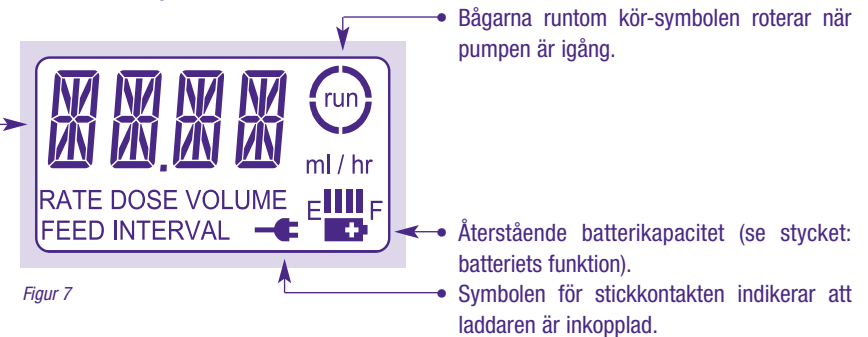 Bågarna runtom kör-symbolen roterar när
pumpen är igång.
run
ml / hr
RATE DOSE VOLUME
FEED INTERVAL
E F
Återstående batterikapacitet (se stycket:
batteriets funktion).
Symbolen för stickkontakten indikerar att
laddaren är inkopplad.
Figur 7